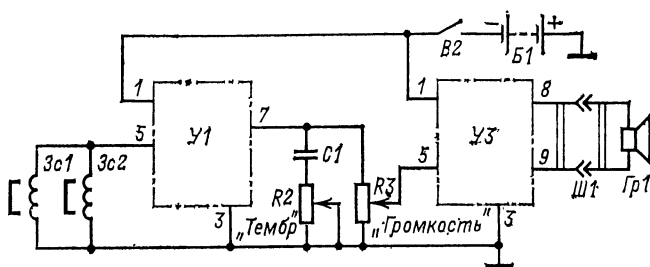 В2
- +
Б1
1
1
8
У1
7
У3
5
5
9
Зс1
Зс2
С1
R2
R3
Ш1
Гр1
3
„Тембр"
„Громкость"
3